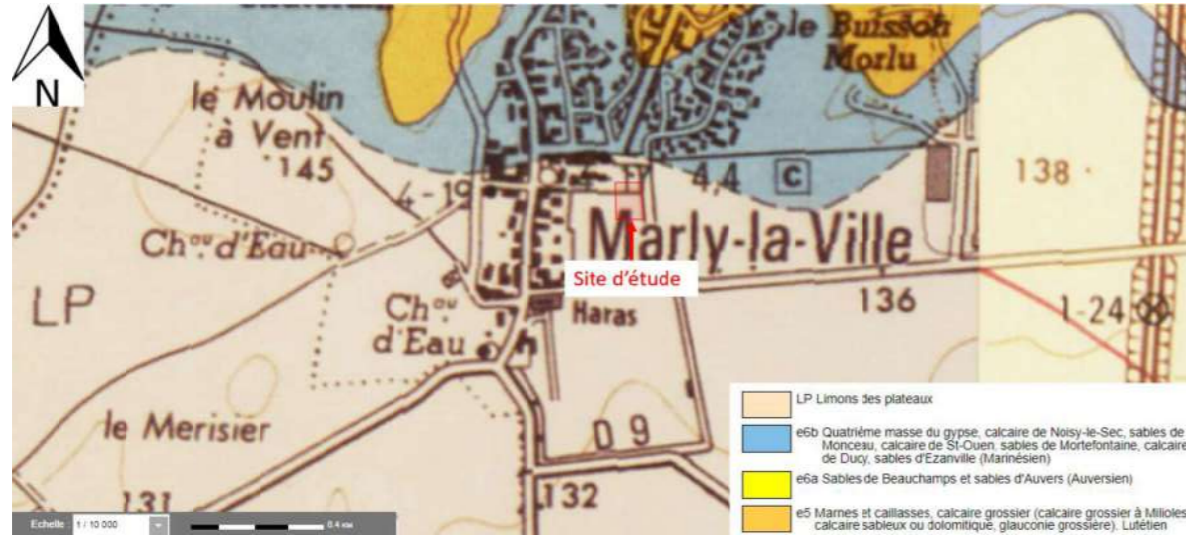 N
le Buisson
Morlu
le Moulin
à Vent
145
138
4-19
4,4
C
Ch.ou d'Eau
Marly-la-Ville
Site d'étude
LP
136
1-24
Ch.ou
d'Eau
Haras
le Merisier
D 9
131
132
LP Limons des plateaux
e6b Quatrième masse du gypse, calcaire de Noisy-le-Sec, sables de
Monceau, calcaire de St-Ouen, sables de Mortefontaine, calcaire
de Ducy, sables d'Ezanville (Marinésien)
e6a Sables de Beauchamps et sables d'Auvers (Auversien)
e5 Marnes et caillasses, calcaire grossier (calcaire grossier à Milioles
calcaire sableux ou dolomitique, glauconie grossière). Lutétien
Echelle 1 / 10 000
0.4 KM